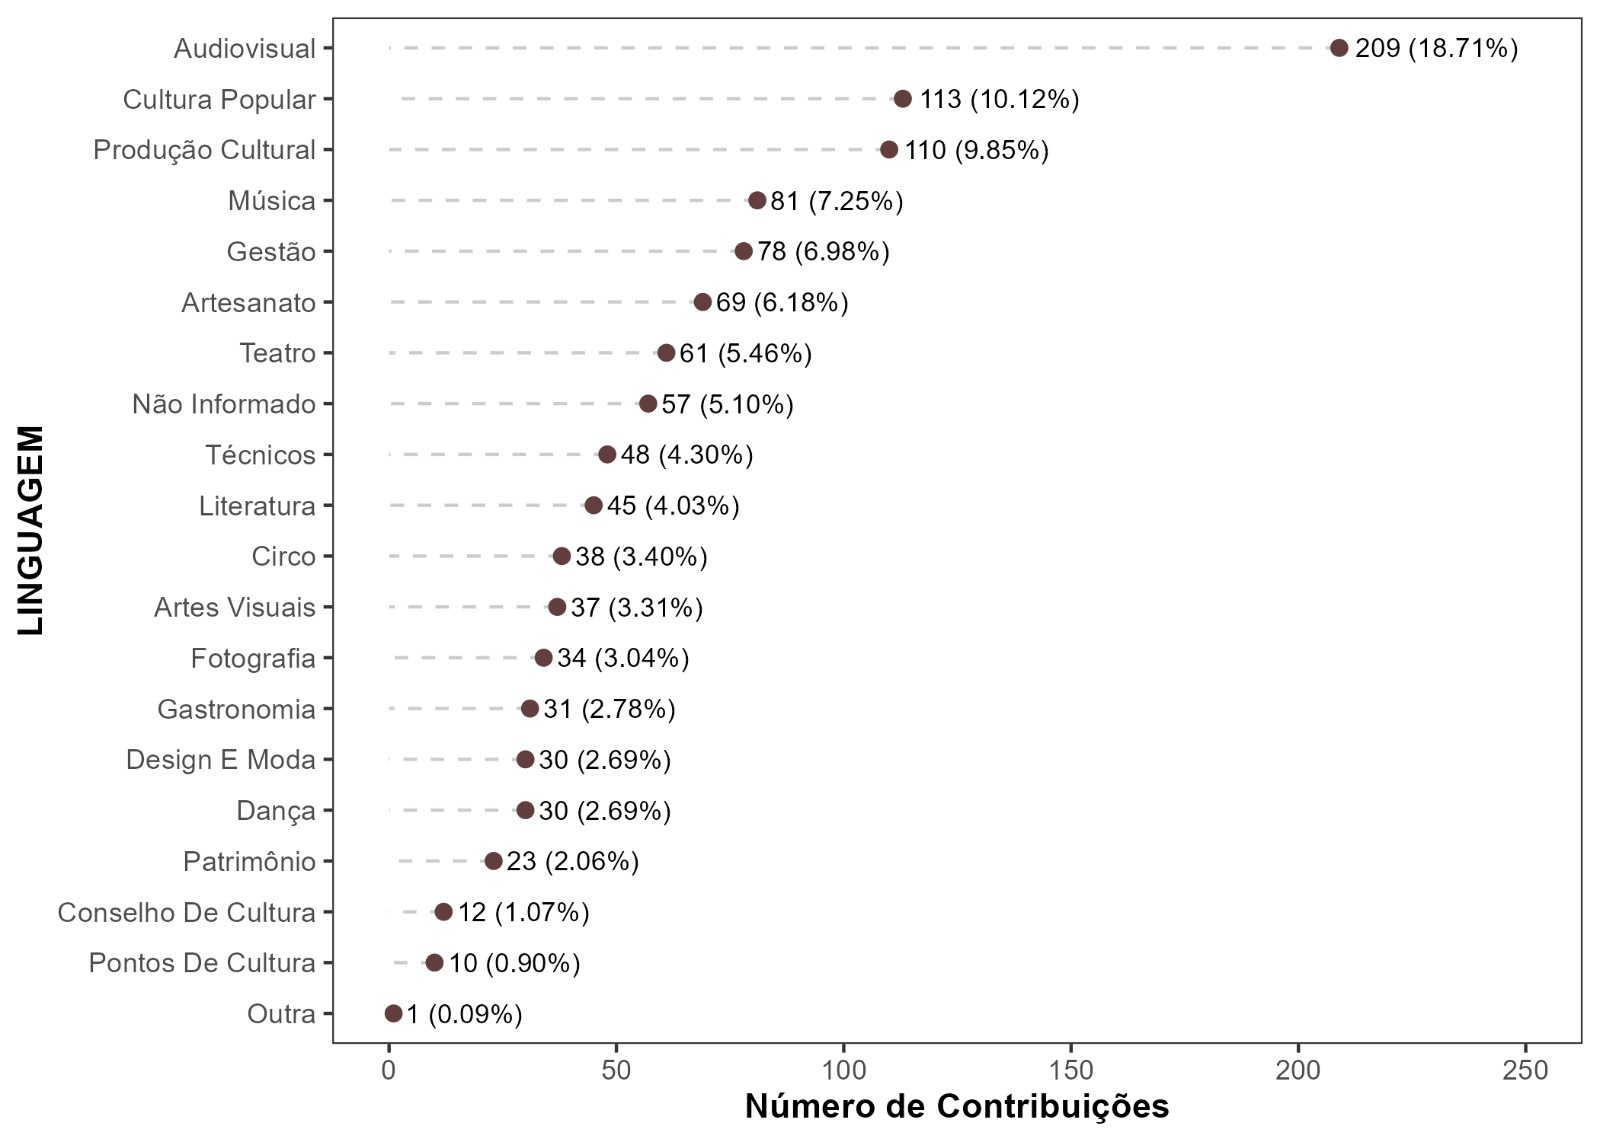 LINGUAGEM
Audiovisual 209 (18.71%)
Cultura Popular 113 (10.12%)
Produção Cultural 110 (9.85%)
Música 81 (7.25%)
Gestão 78 (6.98%)
Artesanato 69 (6.18%)
Teatro 61 (5.46%)
Não Informado 57 (5.10%)
Técnicos 48 (4.30%)
Literatura 45 (4.03%)
Circo 38 (3.40%)
Artes Visuais 37 (3.31%)
Fotografia 34 (3.04%)
Gastronomia 31 (2.78%)
Design E Moda 30 (2.69%)
Dança 30 (2.69%)
Patrimônio 23 (2.06%)
Conselho De Cultura 12 (1.07%)
Pontos De Cultura 10 (0.90%)
Outra 1 (0.09%)
0 50 100 150 200 250
Número de Contribuições